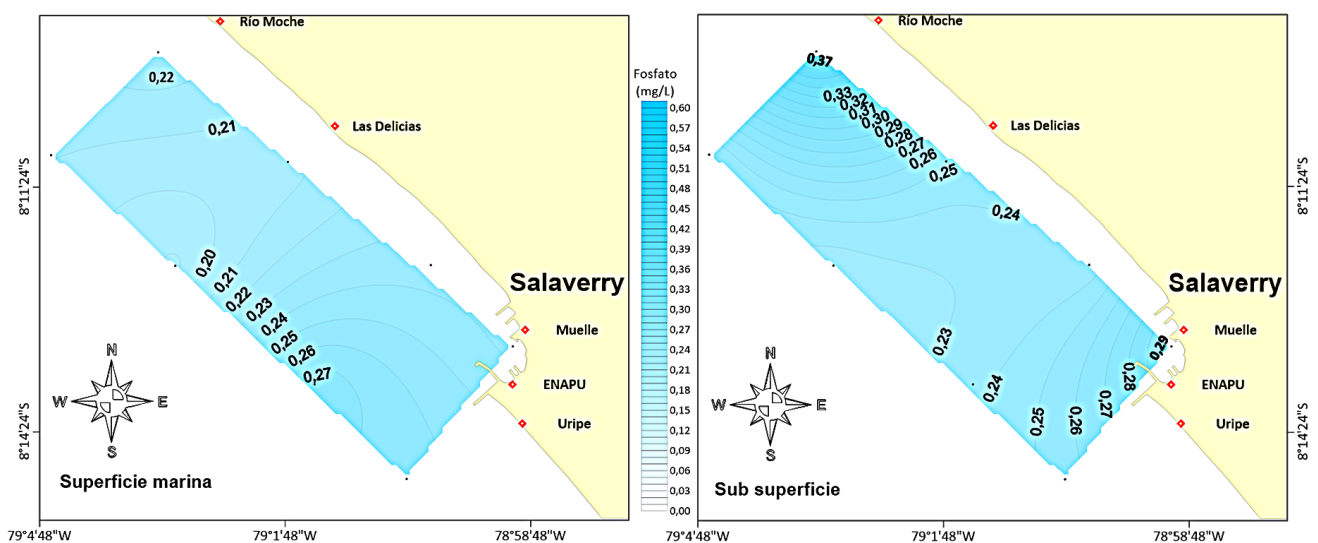 Río Moche
0,22
0,21
Las Delicias
8°11'24"S
0,20
0,21
0,22
0,23
0,24
0,25
0,26
0,27
Salaverry
Muelle
ENAPU
Uripe
N
W
E
S
8°14'24"S
Superficie marina
79°4'48"W
79°1'48"W
78°58'48"W
Fosfato
(mg/L)
0,60
0,57
0,54
0,51
0,48
0,45
0,42
0,39
0,36
0,33
0,30
0,27
0,24
0,21
0,18
0,15
0,12
0,09
0,06
0,03
0,00
Río Moche
0,37
0,33
0,32
0,31
0,30
0,29
0,28
0,27
0,26
0,25
0,24
Las Delicias
8°11'24"S
Salaverry
Muelle
ENAPU
Uripe
0,23
0,24
0,25
0,26
0,27
0,28
0,29
N
W
E
S
8°14'24"S
Sub superficie
79°4'48"W
79°1'48"W
78°58'48"W